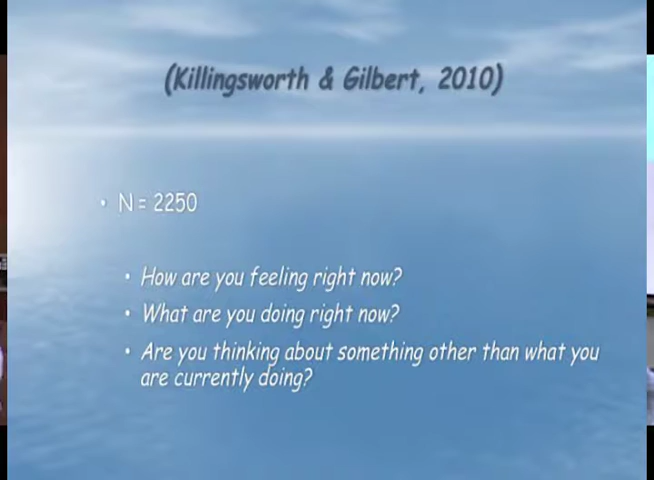 (Killingsworth & Gilbert, 2010)
• N = 2250
• How are you feeling right now?
• What are you doing right now?
• Are you thinking about something other than what you
are currently doing?